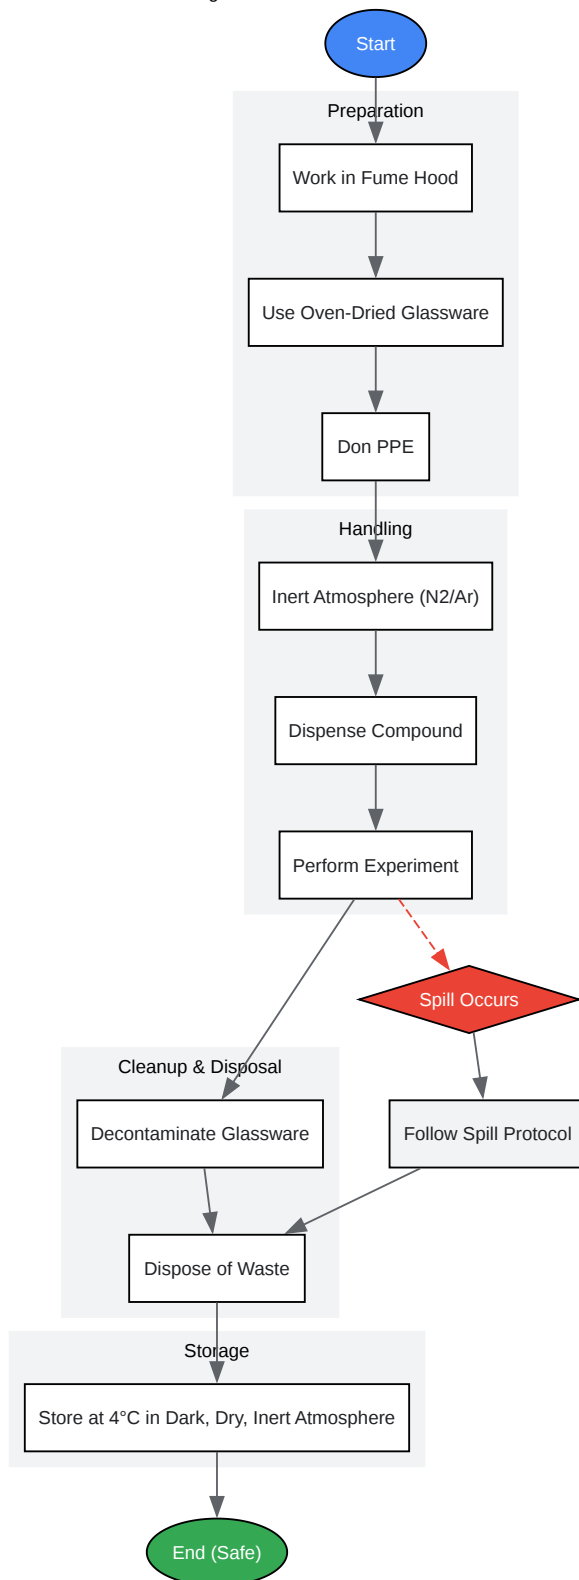 Start
Preparation
Work in Fume Hood
Use Oven-Dried Glassware
Don PPE
Handling
Inert Atmosphere (N2/Ar)
Dispense Compound
Perform Experiment
Spill Occurs
Cleanup & Disposal
Decontaminate Glassware
Follow Spill Protocol
Dispose of Waste
Storage
Store at 4°C in Dark, Dry, Inert Atmosphere
End (Safe)